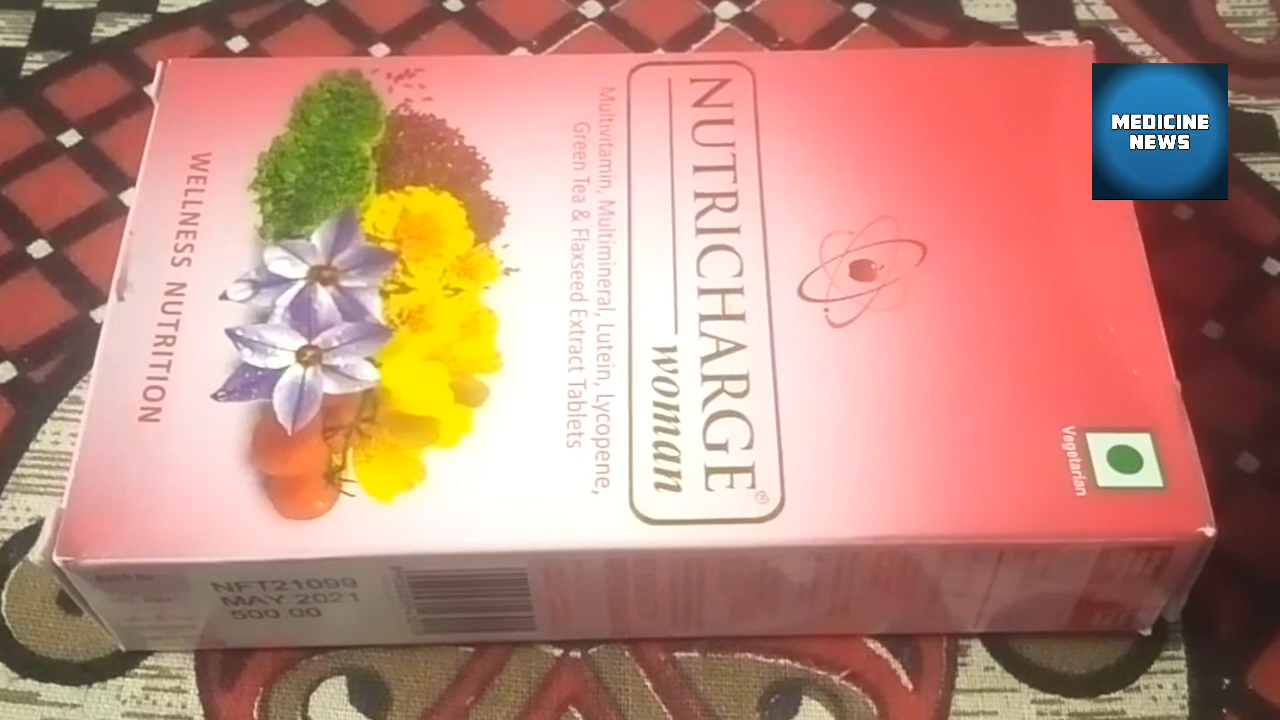 NUTRICHARGE®
woman
Multivitamin, Multimineral, Lutein, Lycopene,
Green Tea & Flaxseed Extract Tablets
WELLNESS NUTRITION
Vegetarian
NFT21099
MAY 2021
500.00
MEDICINE
NEWS